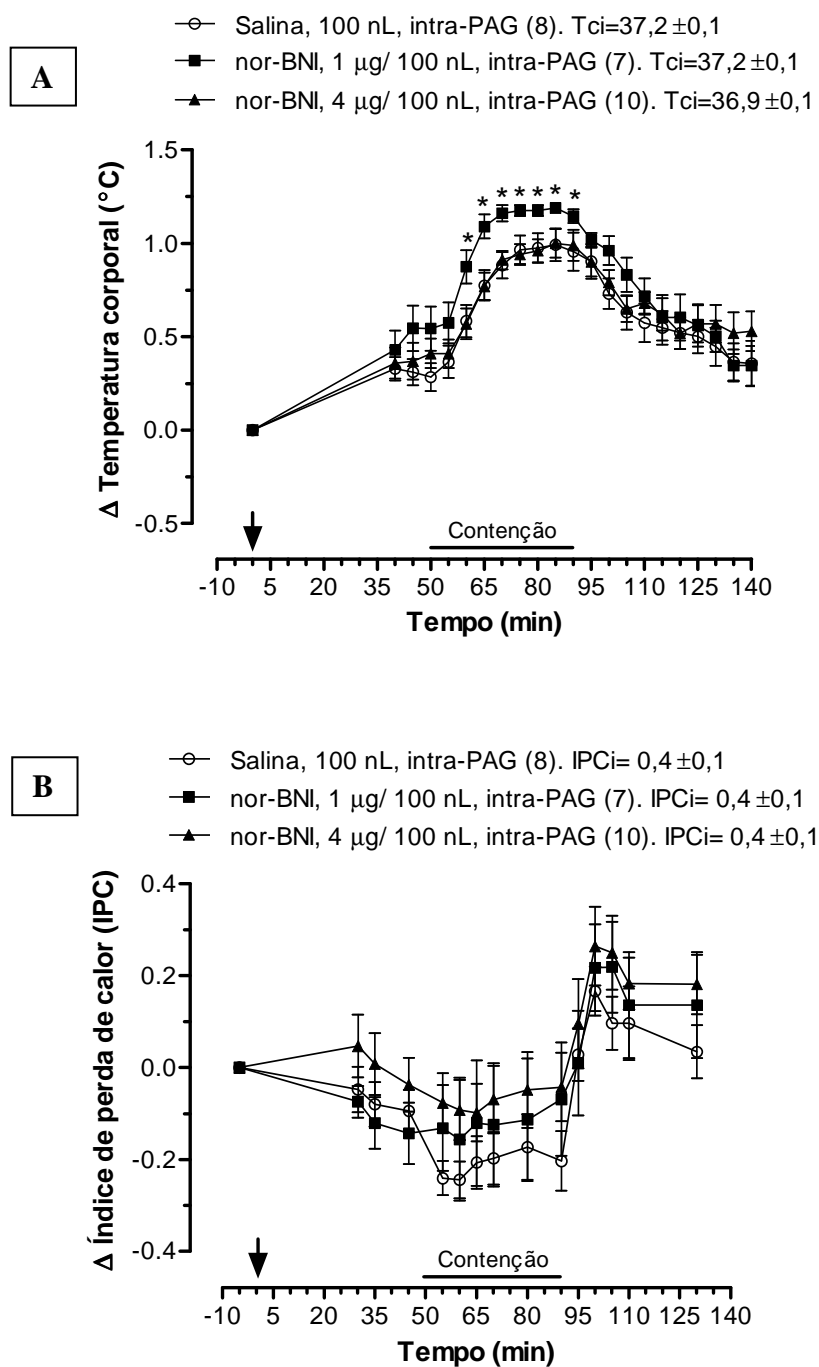 Salina, 100 nL, intra-PAG (8). Tci=37,2 ±0,1
A
nor-BNI, 1 μg/ 100 nL, intra-PAG (7). Tci=37,2 ±0,1
nor-BNI, 4 μg/ 100 nL, intra-PAG (10). Tci=36,9 ±0,1
Δ Temperatura corporal (°C)
1.5
1.0
0.5
0.0
-0.5
* * * * * * *
Contenção
-10 5 20 35 50 65 80 95 110 125 140
Tempo (min)
Salina, 100 nL, intra-PAG (8). IPCi= 0,4 ±0,1
B
nor-BNI, 1 μg/ 100 nL, intra-PAG (7). IPCi= 0,4 ±0,1
nor-BNI, 4 μg/ 100 nL, intra-PAG (10). IPCi= 0,4 ±0,1
Δ Índice de perda de calor (IPC)
0.4
0.2
0.0
-0.2
-0.4
Contenção
-10 5 20 35 50 65 80 95 110 125 140
Tempo (min)